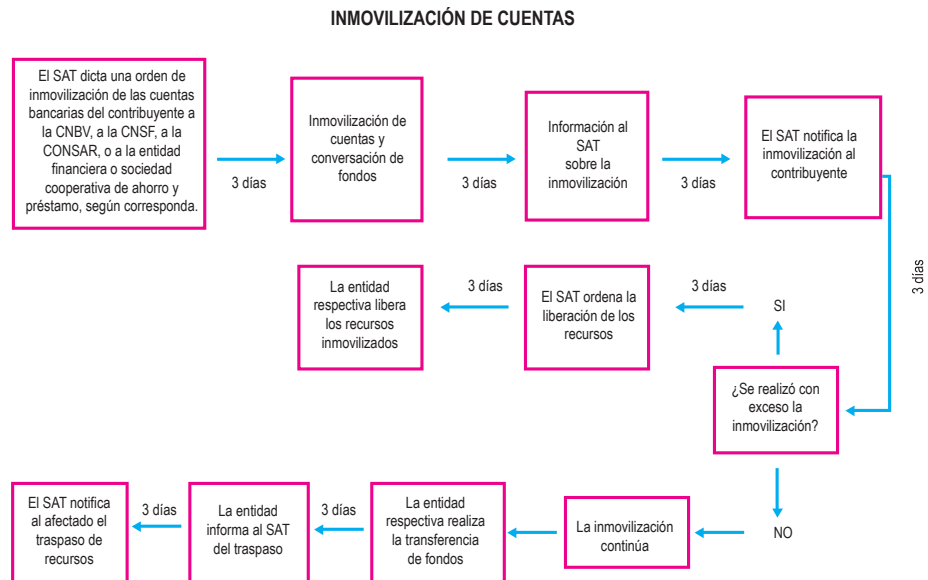 INMOVILIZACIÓN DE CUENTAS
El SAT dicta una orden de
inmovilización de las cuentas
bancarias del contribuyente a
la CNBV, a la CNSF, a la
CONSAR, o a la entidad
financiera o sociedad
cooperativa de ahorro y
préstamo, según corresponda.
3 días
Inmovilización de
cuentas y
conversación de
fondos
3 días
Información al
SAT
sobre la
inmovilización
3 días
El SAT notifica la
inmovilización al
contribuyente
3 días
¿Se realizó con
exceso la
inmovilización?
SI
3 días
El SAT ordena la
liberación de los
recursos
3 días
La entidad
respectiva libera
los recursos
inmovilizados
NO
La inmovilización
continúa
La entidad
respectiva realiza
la transferencia
de fondos
3 días
La entidad
informa al SAT
del traspaso
3 días
El SAT notifica
al afectado el
traspaso de
recursos